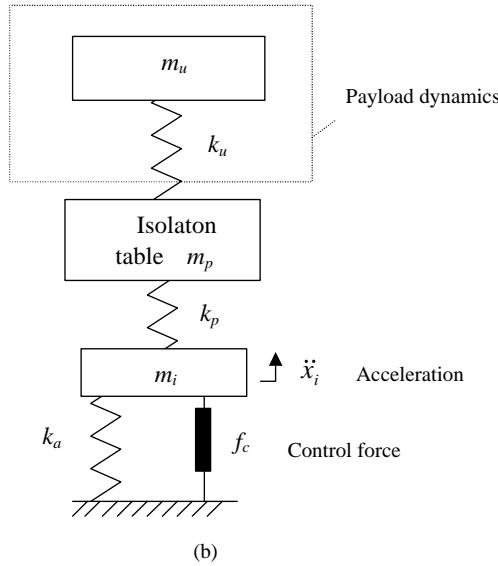 m_u
Payload dynamics
k_u
Isolaton
table m_p
k_p
m_i
ẍ_i Acceleration
k_a
f_c Control force
(b)